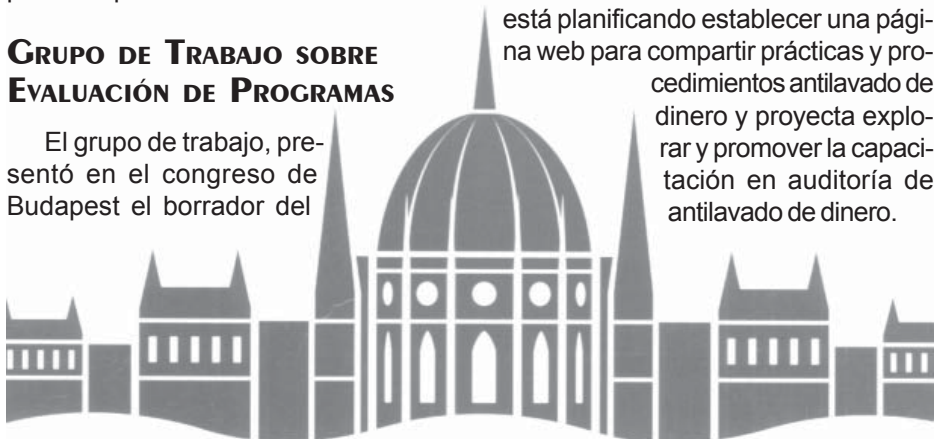 GRUPO DE TRABAJO SOBRE
EVALUACIÓN DE PROGRAMAS
El grupo de trabajo, pre-
sentó en el congreso de
Budapest el borrador del
está planificando establecer una pági-
na web para compartir prácticas y pro-
cedimientos antilavado de
dinero y proyecta explo-
rar y promover la capaci-
tación en auditoría de
antilavado de dinero.